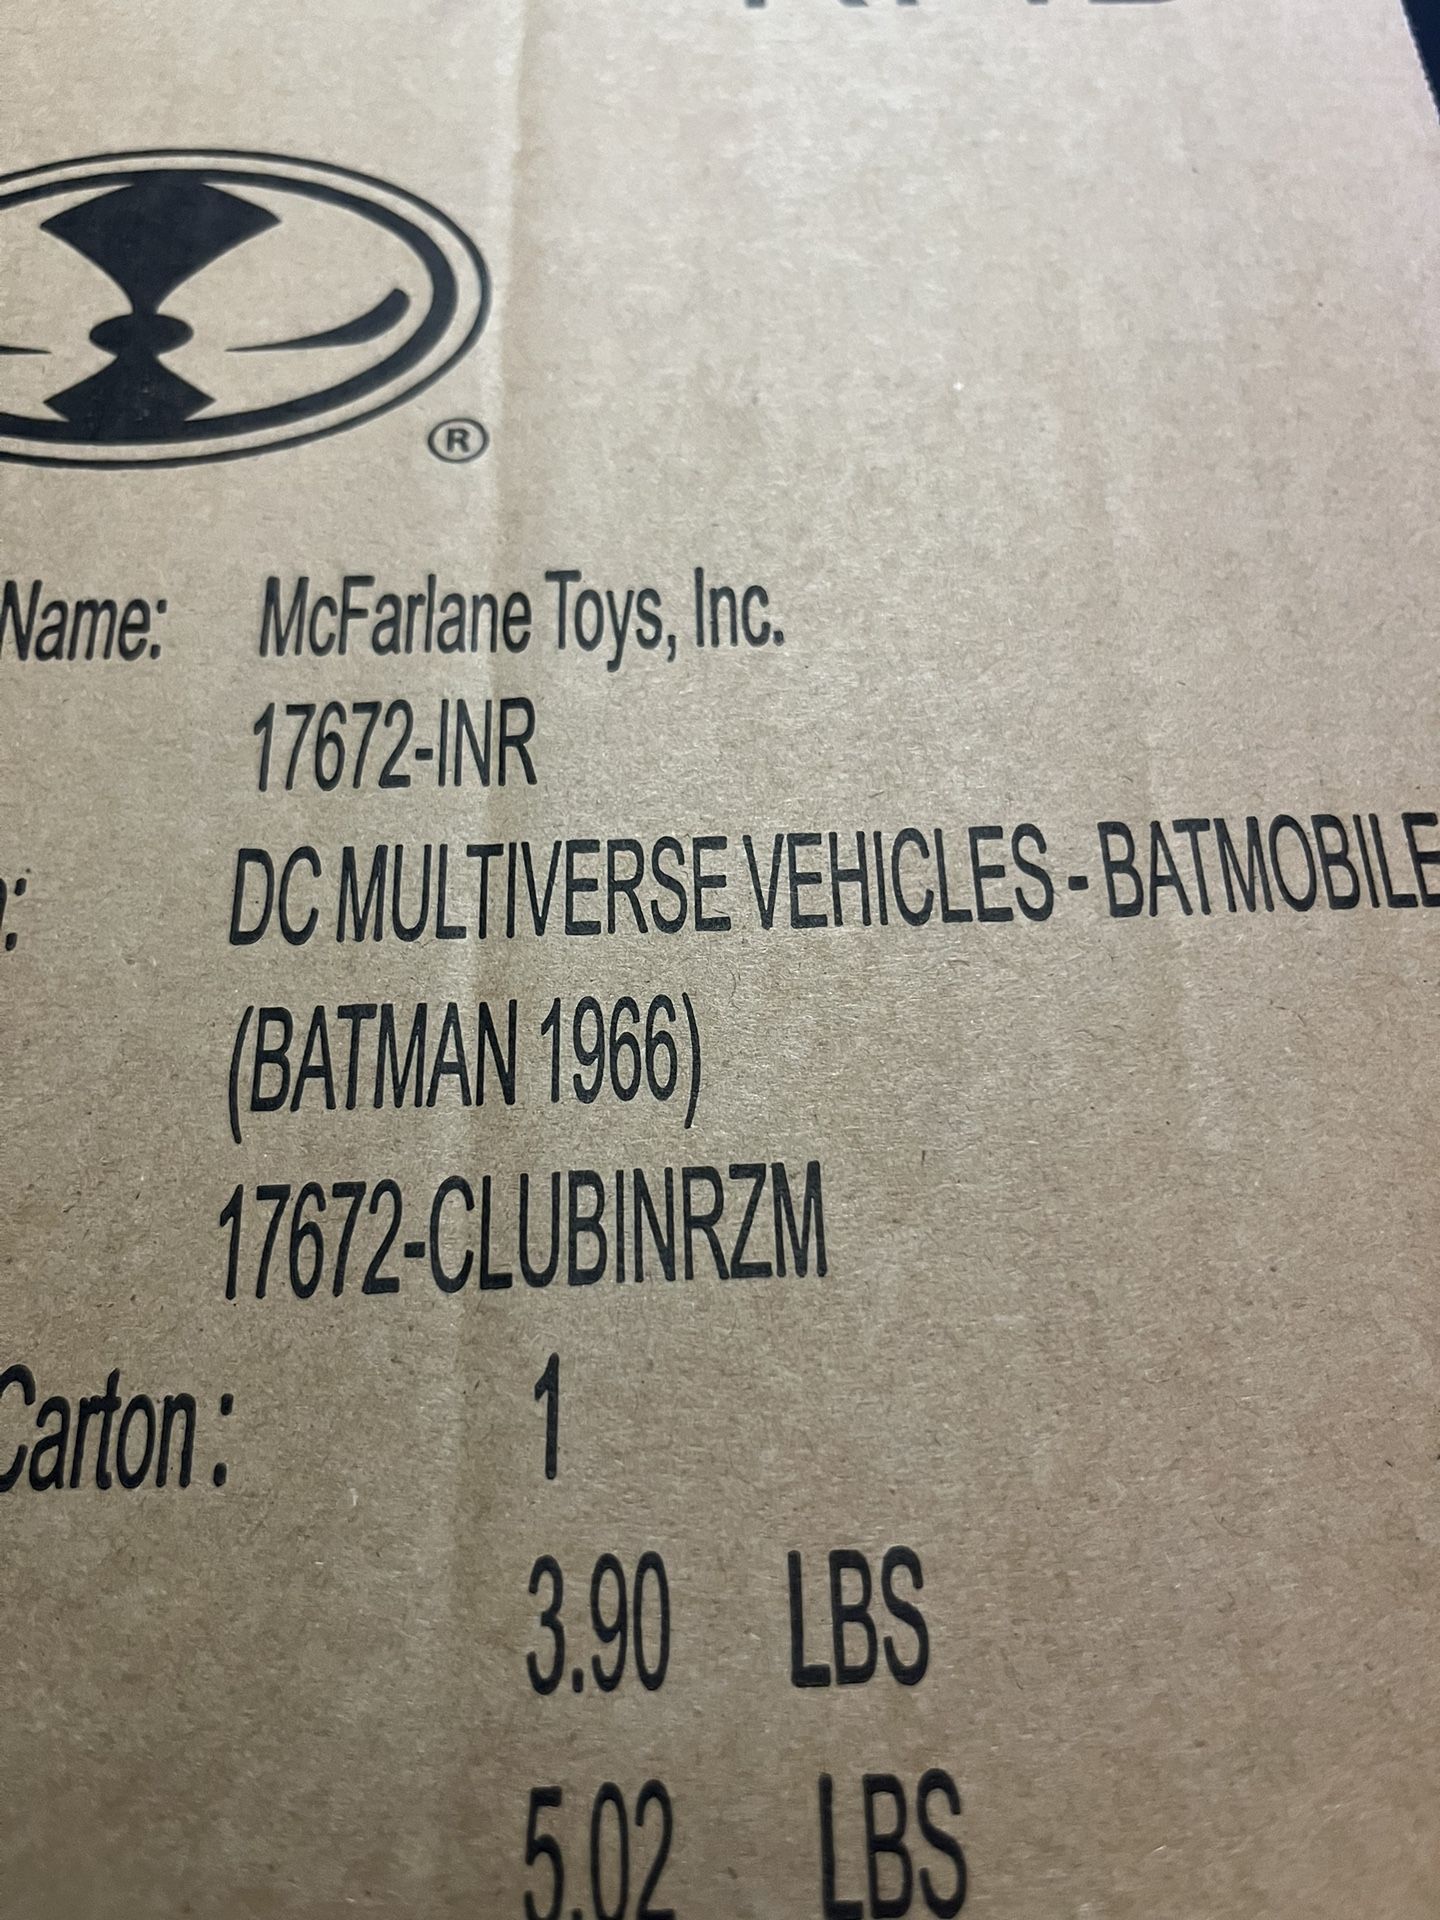 ®
Name: McFarlane Toys, Inc.
17672-INR
DC MULTIVERSE VEHICLES - BATMOBILE
(BATMAN 1966)
17672-CLUBINRZM
Carton : 1
3.90 LBS
5.02 LBS